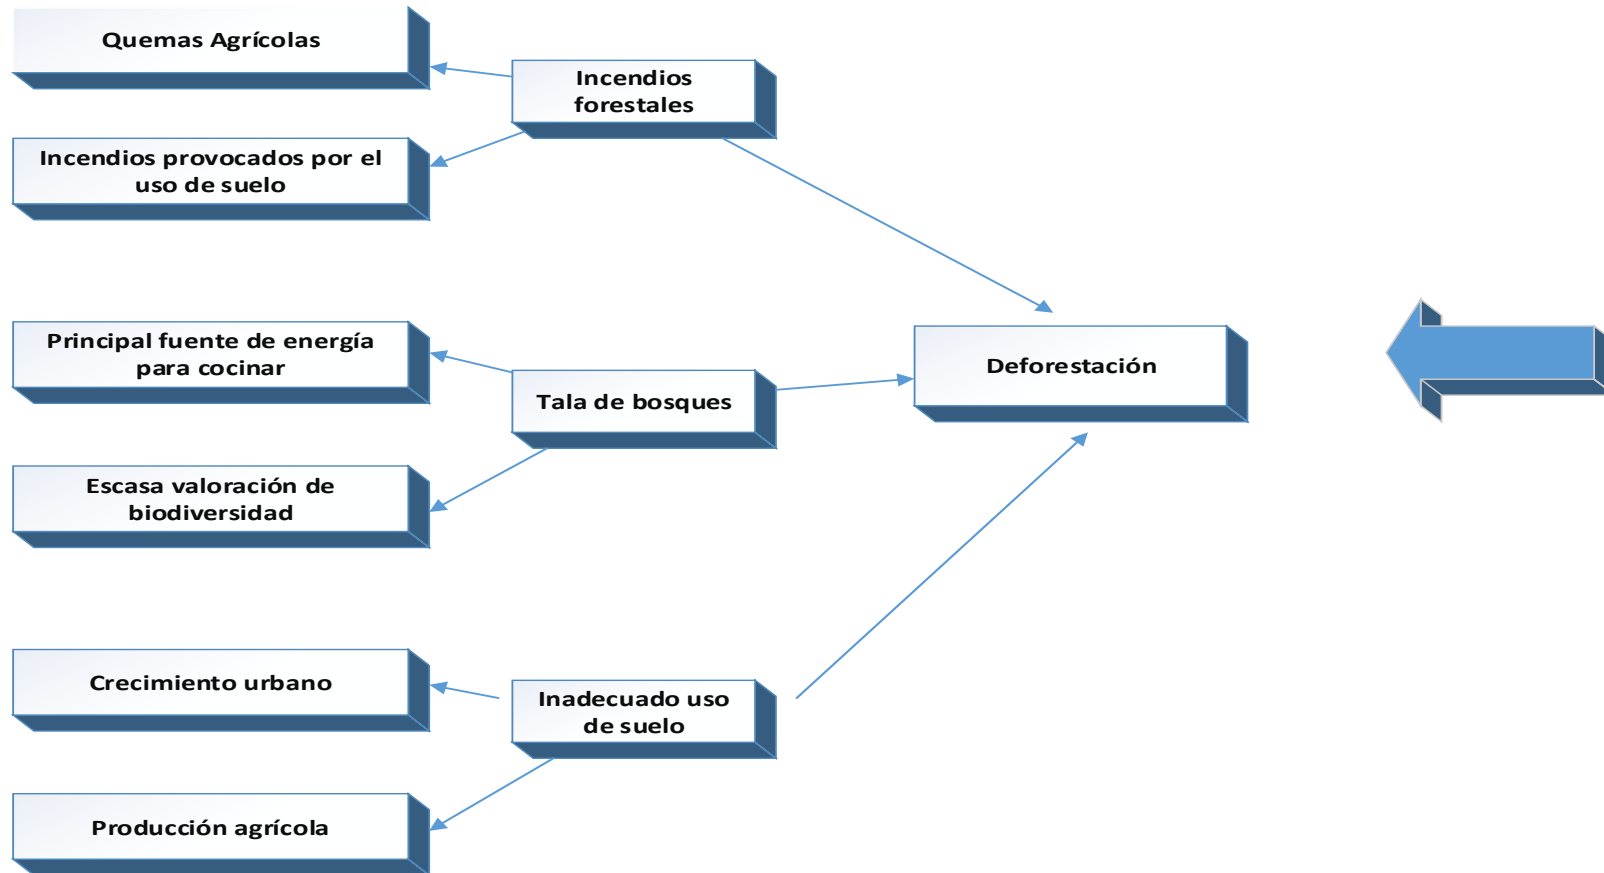 Quemas Agrícolas
Incendios
forestales
Incendios provocados por el
uso de suelo
Principal fuente de energía
para cocinar
Tala de bosques
Deforestación
Escasa valoración de
biodiversidad
Crecimiento urbano
Inadecuado uso
de suelo
Producción agrícola